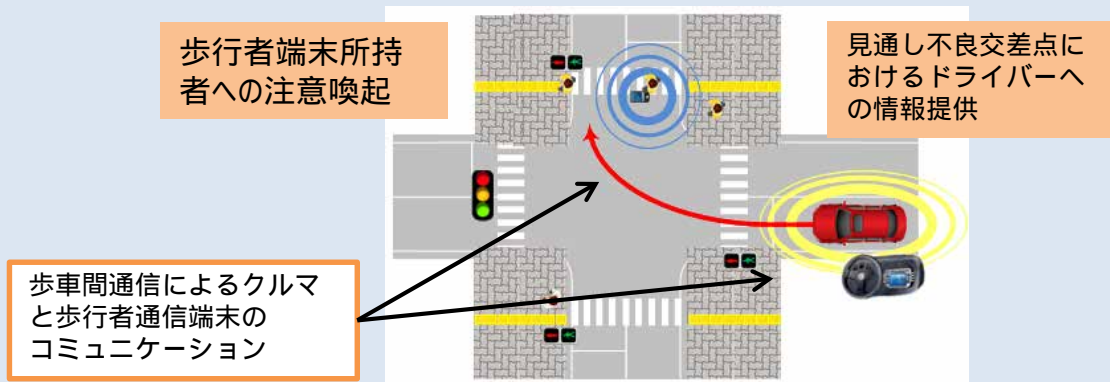 歩行者端末所持
者への注意喚起
見通し不良交差点に
おけるドライバーへ
の情報提供
歩車間通信によるクルマ
と歩行者通信端末の
コミュニケーション